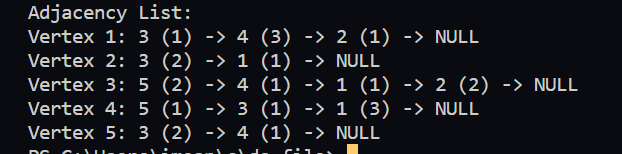 Adjacency List:
Vertex 1: 3 (1) -> 4 (3) -> 2 (1) -> NULL
Vertex 2: 3 (2) -> 1 (1) -> NULL
Vertex 3: 5 (2) -> 4 (1) -> 1 (1) -> 2 (2) -> NULL
Vertex 4: 5 (1) -> 3 (1) -> 1 (3) -> NULL
Vertex 5: 3 (2) -> 4 (1) -> NULL